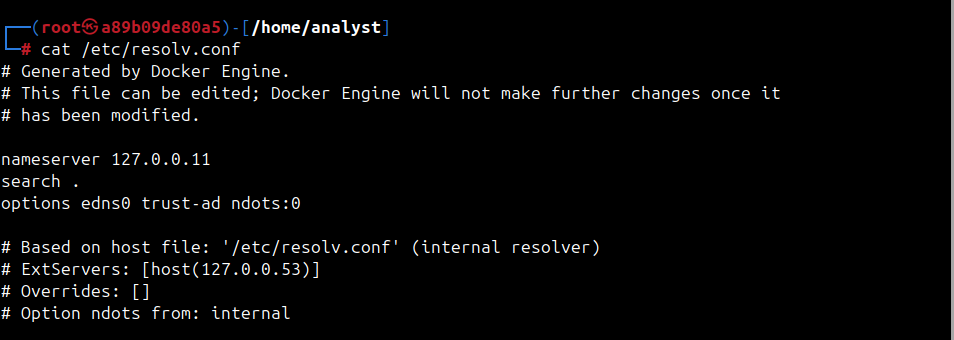 ┌──(root㉿a89b09de80a5)-[/home/analyst]
└─# cat /etc/resolv.conf
# Generated by Docker Engine.
# This file can be edited; Docker Engine will not make further changes once it
# has been modified.

nameserver 127.0.0.11
search .
options edns0 trust-ad ndots:0

# Based on host file: '/etc/resolv.conf' (internal resolver)
# ExtServers: [host(127.0.0.53)]
# Overrides: []
# Option ndots from: internal